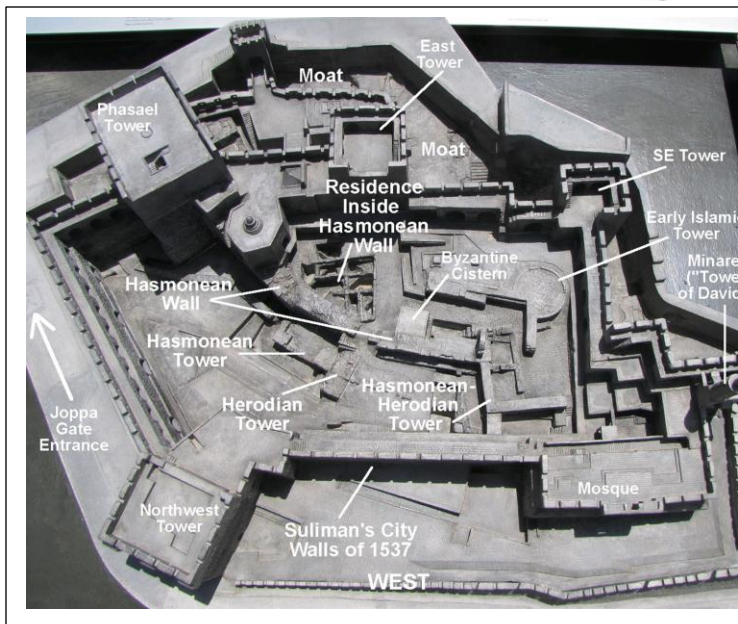 East
Tower
Moat
Phasael
Tower
Moat
SE Tower
Residence
Inside
Hasmonean
Wall
Early Islamic
Tower
Byzantine
Cistern
Minare
("Towe
of David
Hasmonean
Wall
Hasmonean
Tower
Herodian
Tower
Hasmonean-
Herodian
Tower
Joppa
Gate
Entrance
Mosque
Northwest
Tower
Suliman's City
Walls of 1537
WEST